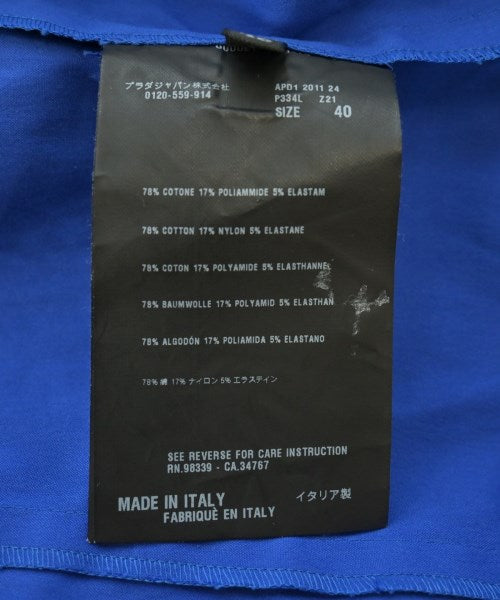 プラダジャパン株式会社
0120-559-914
APD1 2011 24
P334L Z21
SIZE 40
78% COTONE 17% POLIAMMIDE 5% ELASTAM
78% COTTON 17% NYLON 5% ELASTANE
78% COTON 17% POLYAMIDE 5% ELASTHANNE
78% BAUMWOLLE 17% POLYAMID 5% ELASTHAN
78% ALGODÓN 17% POLIAMIDA 5% ELASTANO
78% 綿 17% ナイロン 5% エラステイン
SEE REVERSE FOR CARE INSTRUCTION
RN.98339 - CA.34767
MADE IN ITALY
イタリア製
FABRIQUÈ EN ITALY